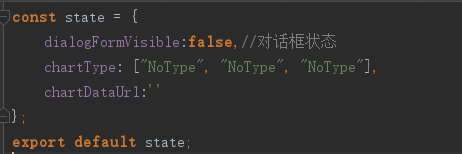 const state = {
dialogFormVisible:false,//对话框状态
chartType: ["NoType", "NoType", "NoType"],
chartDataUrl:''
};
export default state;